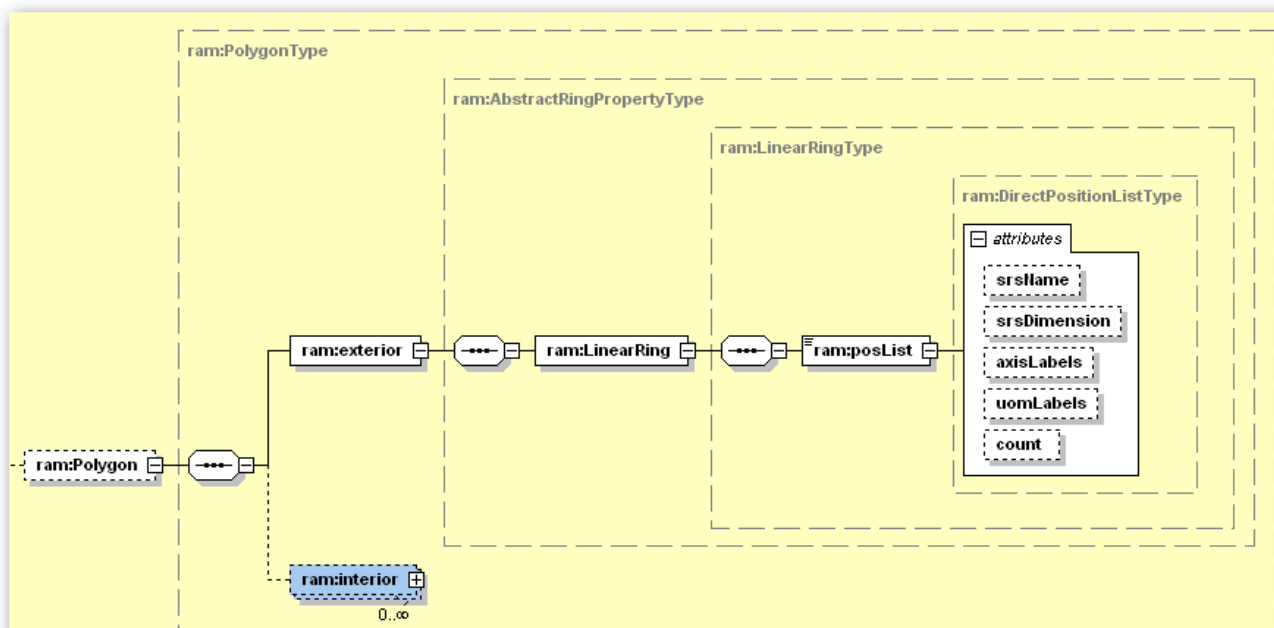 ram:PolygonType
ram:AbstractRingPropertyType
ram:LinearRingType
ram:DirectPositionListType
attributes
srsName
srsDimension
ram:exterior
ram:LinearRing
ram:posList
axisLabels
uomLabels
count
ram:Polygon
ram:interior
0..∞